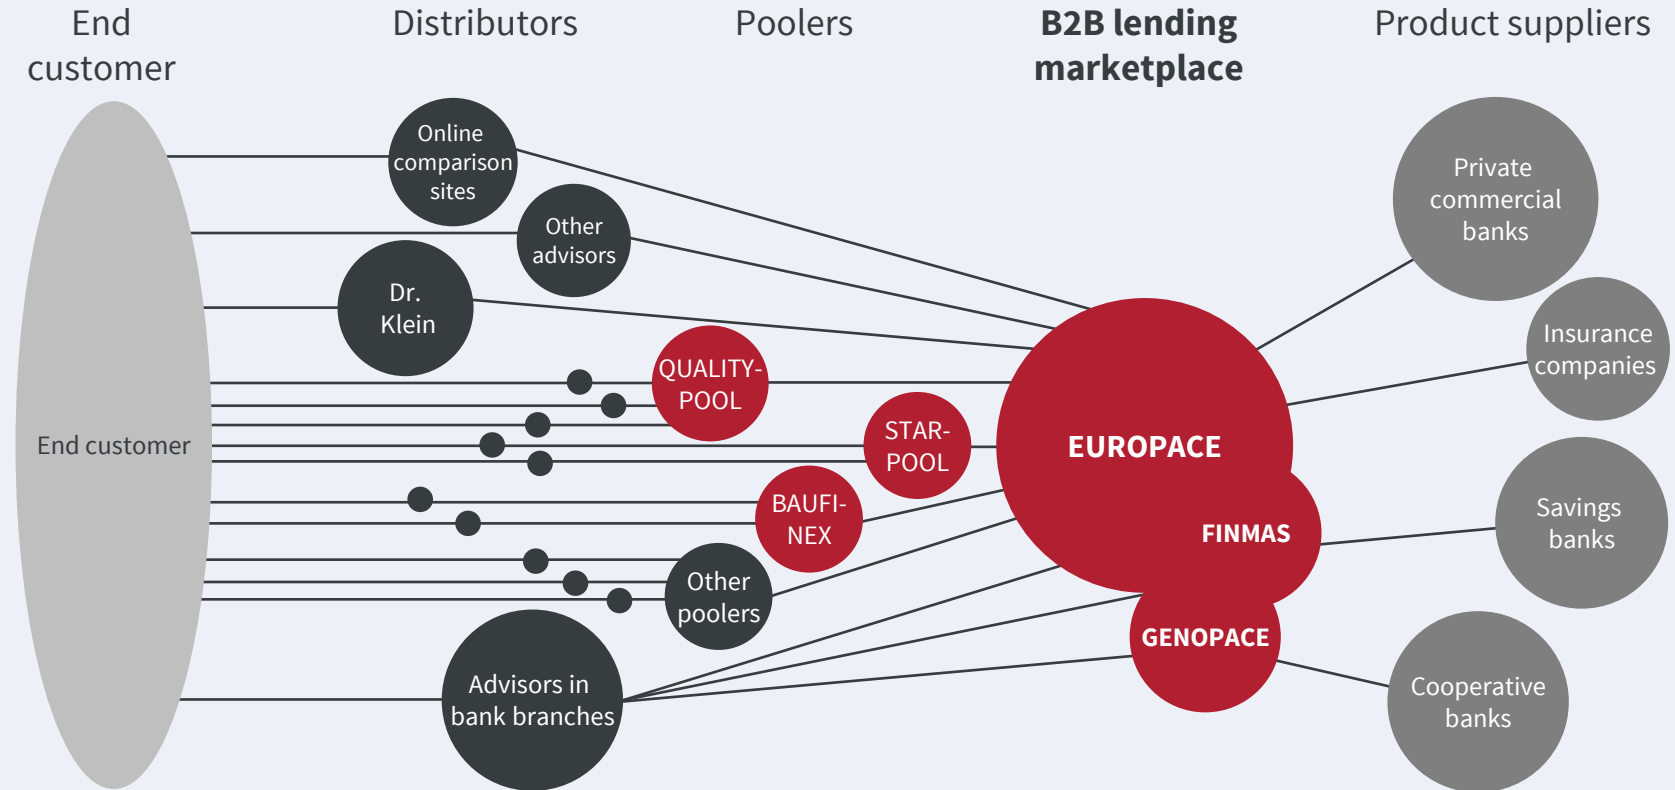 End
customer
Distributors
Poolers
B2B lending
marketplace
Product suppliers
End customer
Online
comparison
sites
Other
advisors
Dr.
Klein
QUALITY-
POOL
STAR-
POOL
BAUFI-
NEX
Other
poolers
Advisors in
bank branches
EUROPACE
FINMAS
GENOPACE
Private
commercial
banks
Insurance
companies
Savings
banks
Cooperative
banks